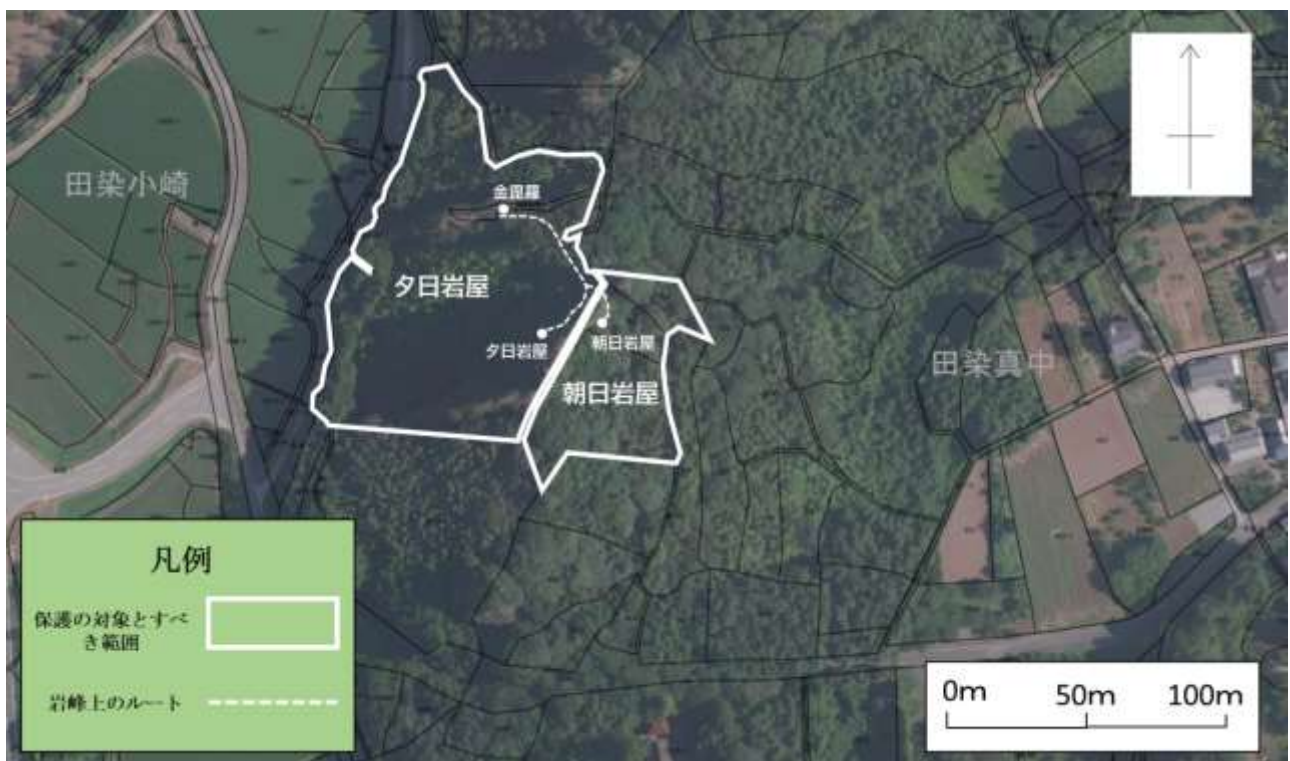 田染小崎
金毘羅
夕日岩屋
夕日岩屋
朝日岩屋
朝日岩屋
田染真中
凡例
保護の対象とすべ
き範囲
岩峰上のルート
0m 50m 100m